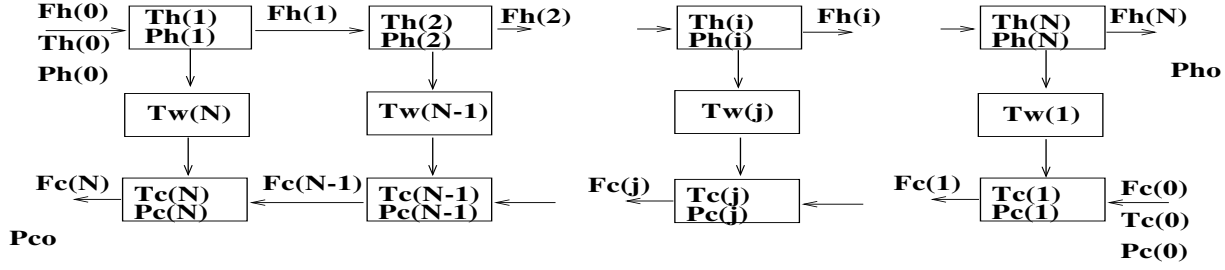 Fh(0) Th(1) Fh(1) Th(2) Fh(2) Th(i) Fh(i) Th(N) Fh(N)
Th(0) Ph(1) Ph(2) Ph(i) Ph(N)
Ph(0) Pho
Tw(N) Tw(N-1) Tw(j) Tw(1)
Fc(N) Tc(N) Fc(N-1) Tc(N-1) Fc(j) Tc(j) Fc(1) Tc(1) Fc(0)
Pc(N) Pc(N-1) Pc(j) Pc(1) Tc(0)
Pco Pc(0)